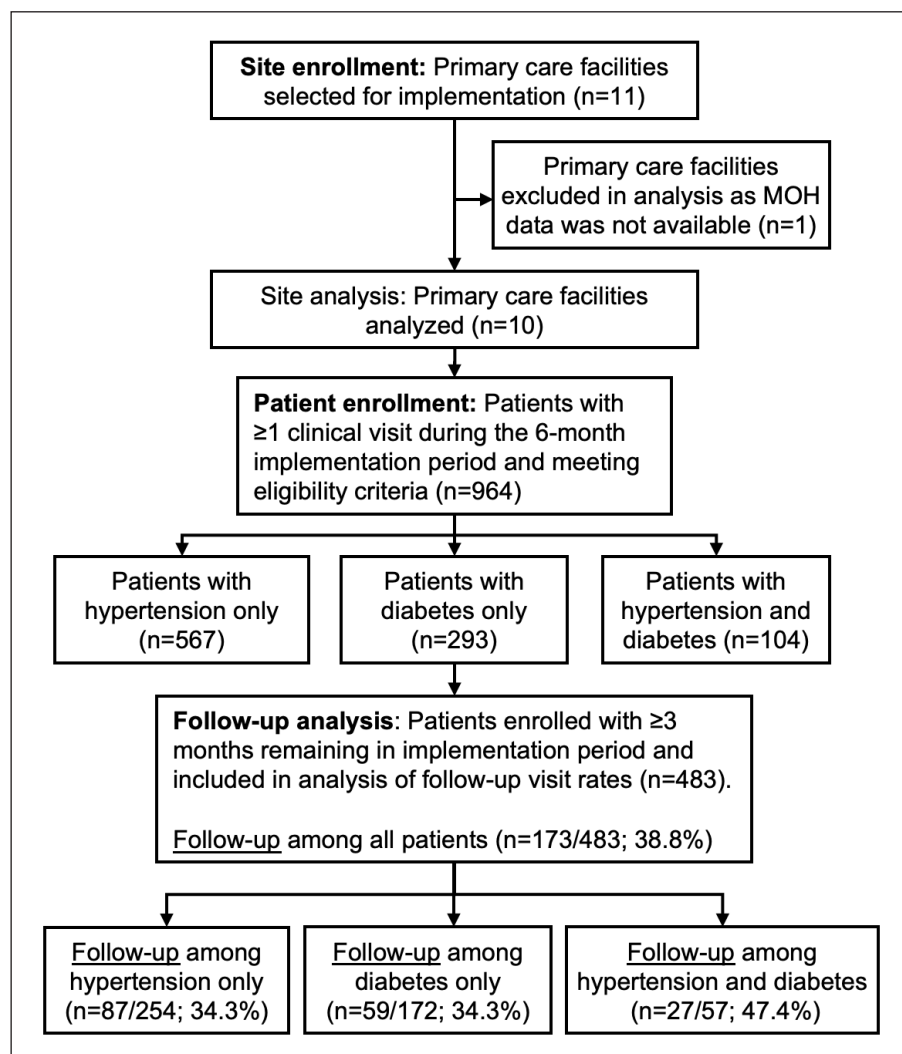 Site enrollment: Primary care facilities
selected for implementation (n=11)
Primary care facilities
excluded in analysis as MOH
data was not available (n=1)
Site analysis: Primary care facilities
analyzed (n=10)
Patient enrollment: Patients with
≥1 clinical visit during the 6-month
implementation period and meeting
eligibility criteria (n=964)
Patients with
hypertension only
(n=567)
Patients with
diabetes only
(n=293)
Patients with
hypertension and
diabetes (n=104)
Follow-up analysis: Patients enrolled with ≥3
months remaining in implementation period and
included in analysis of follow-up visit rates (n=483).
Follow-up among all patients (n=173/483; 38.8%)
Follow-up among
hypertension only
(n=87/254; 34.3%)
Follow-up among
diabetes only
(n=59/172; 34.3%)
Follow-up among
hypertension and diabetes
(n=27/57; 47.4%)